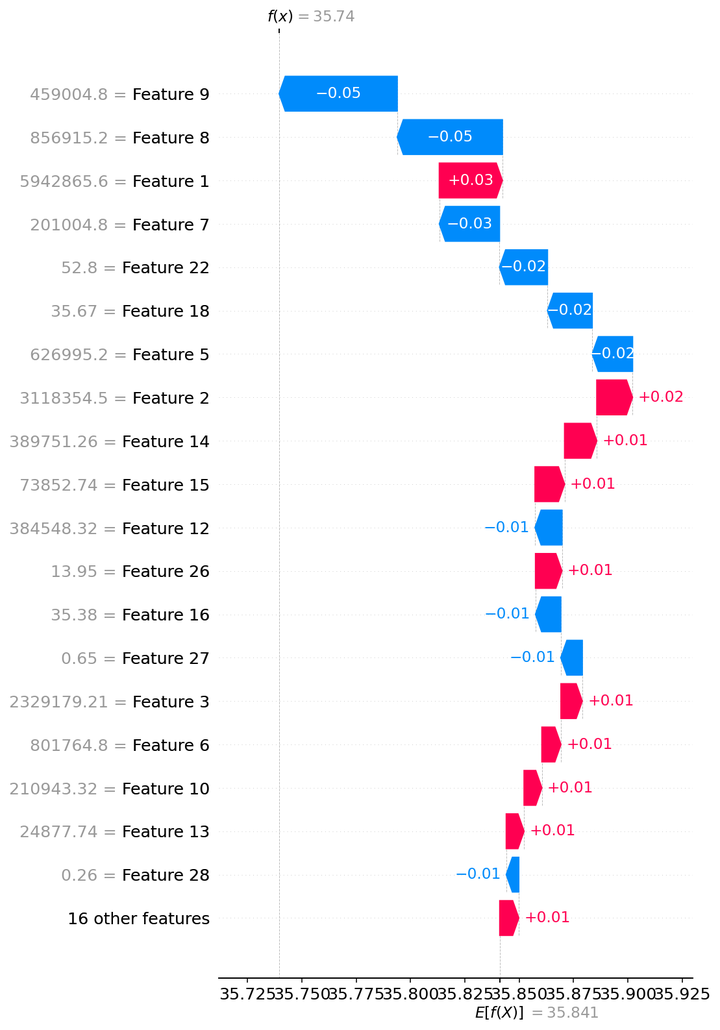 f(x) = 35.74
459004.8 = Feature 9 −0.05
856915.2 = Feature 8 −0.05
5942865.6 = Feature 1 +0.03
201004.8 = Feature 7 −0.03
52.8 = Feature 22 −0.02
35.67 = Feature 18 −0.02
626995.2 = Feature 5 −0.02
3118354.5 = Feature 2 +0.02
389751.26 = Feature 14 +0.01
73852.74 = Feature 15 +0.01
384548.32 = Feature 12 −0.01
13.95 = Feature 26 +0.01
35.38 = Feature 16 −0.01
0.65 = Feature 27 −0.01
2329179.21 = Feature 3 +0.01
801764.8 = Feature 6 +0.01
210943.32 = Feature 10 +0.01
24877.74 = Feature 13 +0.01
0.26 = Feature 28 −0.01
16 other features +0.01
35.725 35.750 35.775 35.800 35.825 35.850 35.875 35.900 35.925
E[f(X)] = 35.841